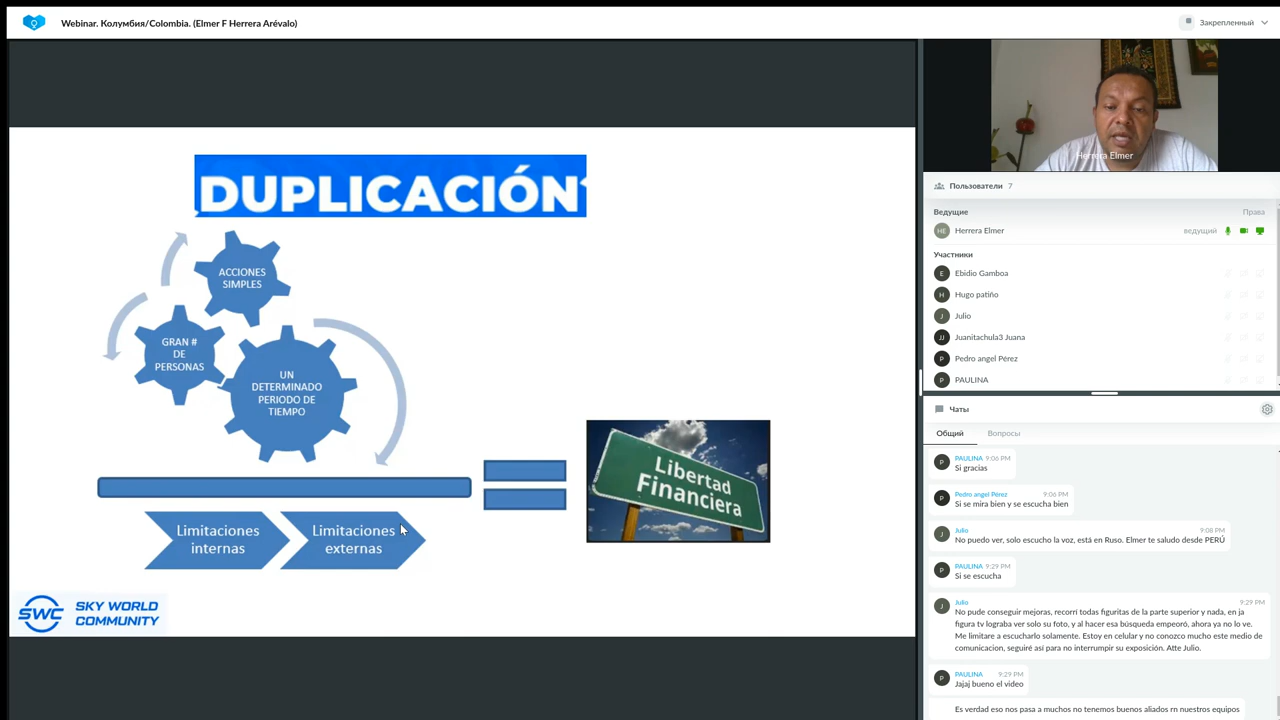 Webinar. Колумбия/Colombia. (Elmer F Herrera Arévalo)
Закрепленный
DUPLICACIÓN
ACCIONES
SIMPLES
GRAN #
DE
PERSONAS
UN
DETERMINADO
PERIODO DE
TIEMPO
Limitaciones
internas
Limitaciones
externas
Libertad
Financiera
SWC
SKY WORLD
COMMUNITY
Herrera Elmer
Пользователи 7
Ведущие Права
HE Herrera Elmer ведущий
Участники
E Ebidio Gamboa
H Hugo patiño
J Julio
JJ Juanitachula3 Juana
P Pedro angel Pérez
P PAULINA
Чаты
Общий Вопросы
P PAULINA 9:06 PM
Si gracias
P Pedro angel Pérez 9:06 PM
Si se mira bien y se escucha bien
J Julio 9:08 PM
No puedo ver, solo escucho la voz, está en Ruso. Elmer te saludo desde PERÚ
P PAULINA 9:29 PM
Si se escucha
J Julio 9:29 PM
No pude conseguir mejoras, recorrí todas figuritas de la parte superior y nada, en ja
figura tv lograba ver solo su foto, y al hacer esa búsqueda empeoró, ahora ya no lo ve.
Me limitare a escucharlo solamente. Estoy en celular y no conozco mucho este medio de
comunicacion, seguiré así para no interrumpir su exposición. Atte Julio.
P PAULINA 9:29 PM
Jajaj bueno el video
Es verdad eso nos pasa a muchos no tenemos buenos aliados rn nuestros equipos